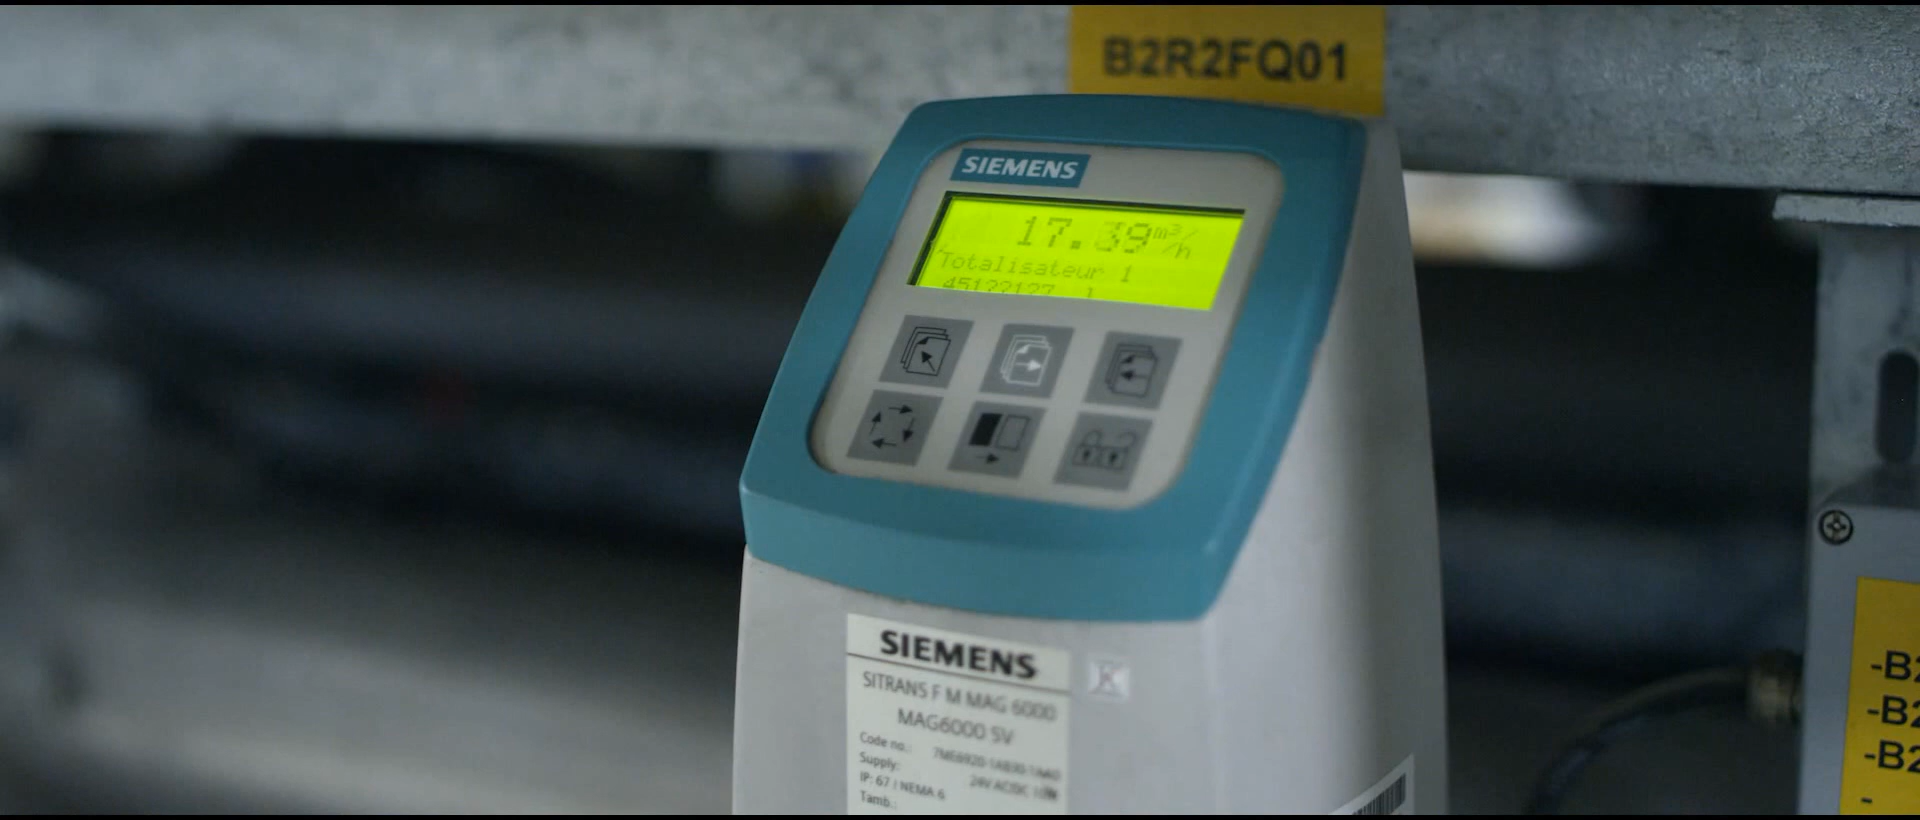 B2R2FQ01
SIEMENS
17.39 m³/h
Totalisateur 1
45122127 l
SIEMENS
SITRANS F M MAG 6000
MAG6000 SV
Code no.:
Supply: 24V AC/DC
IP: 67 / NEMA 6
Tamb.:
-B2
-B2
-B2
-